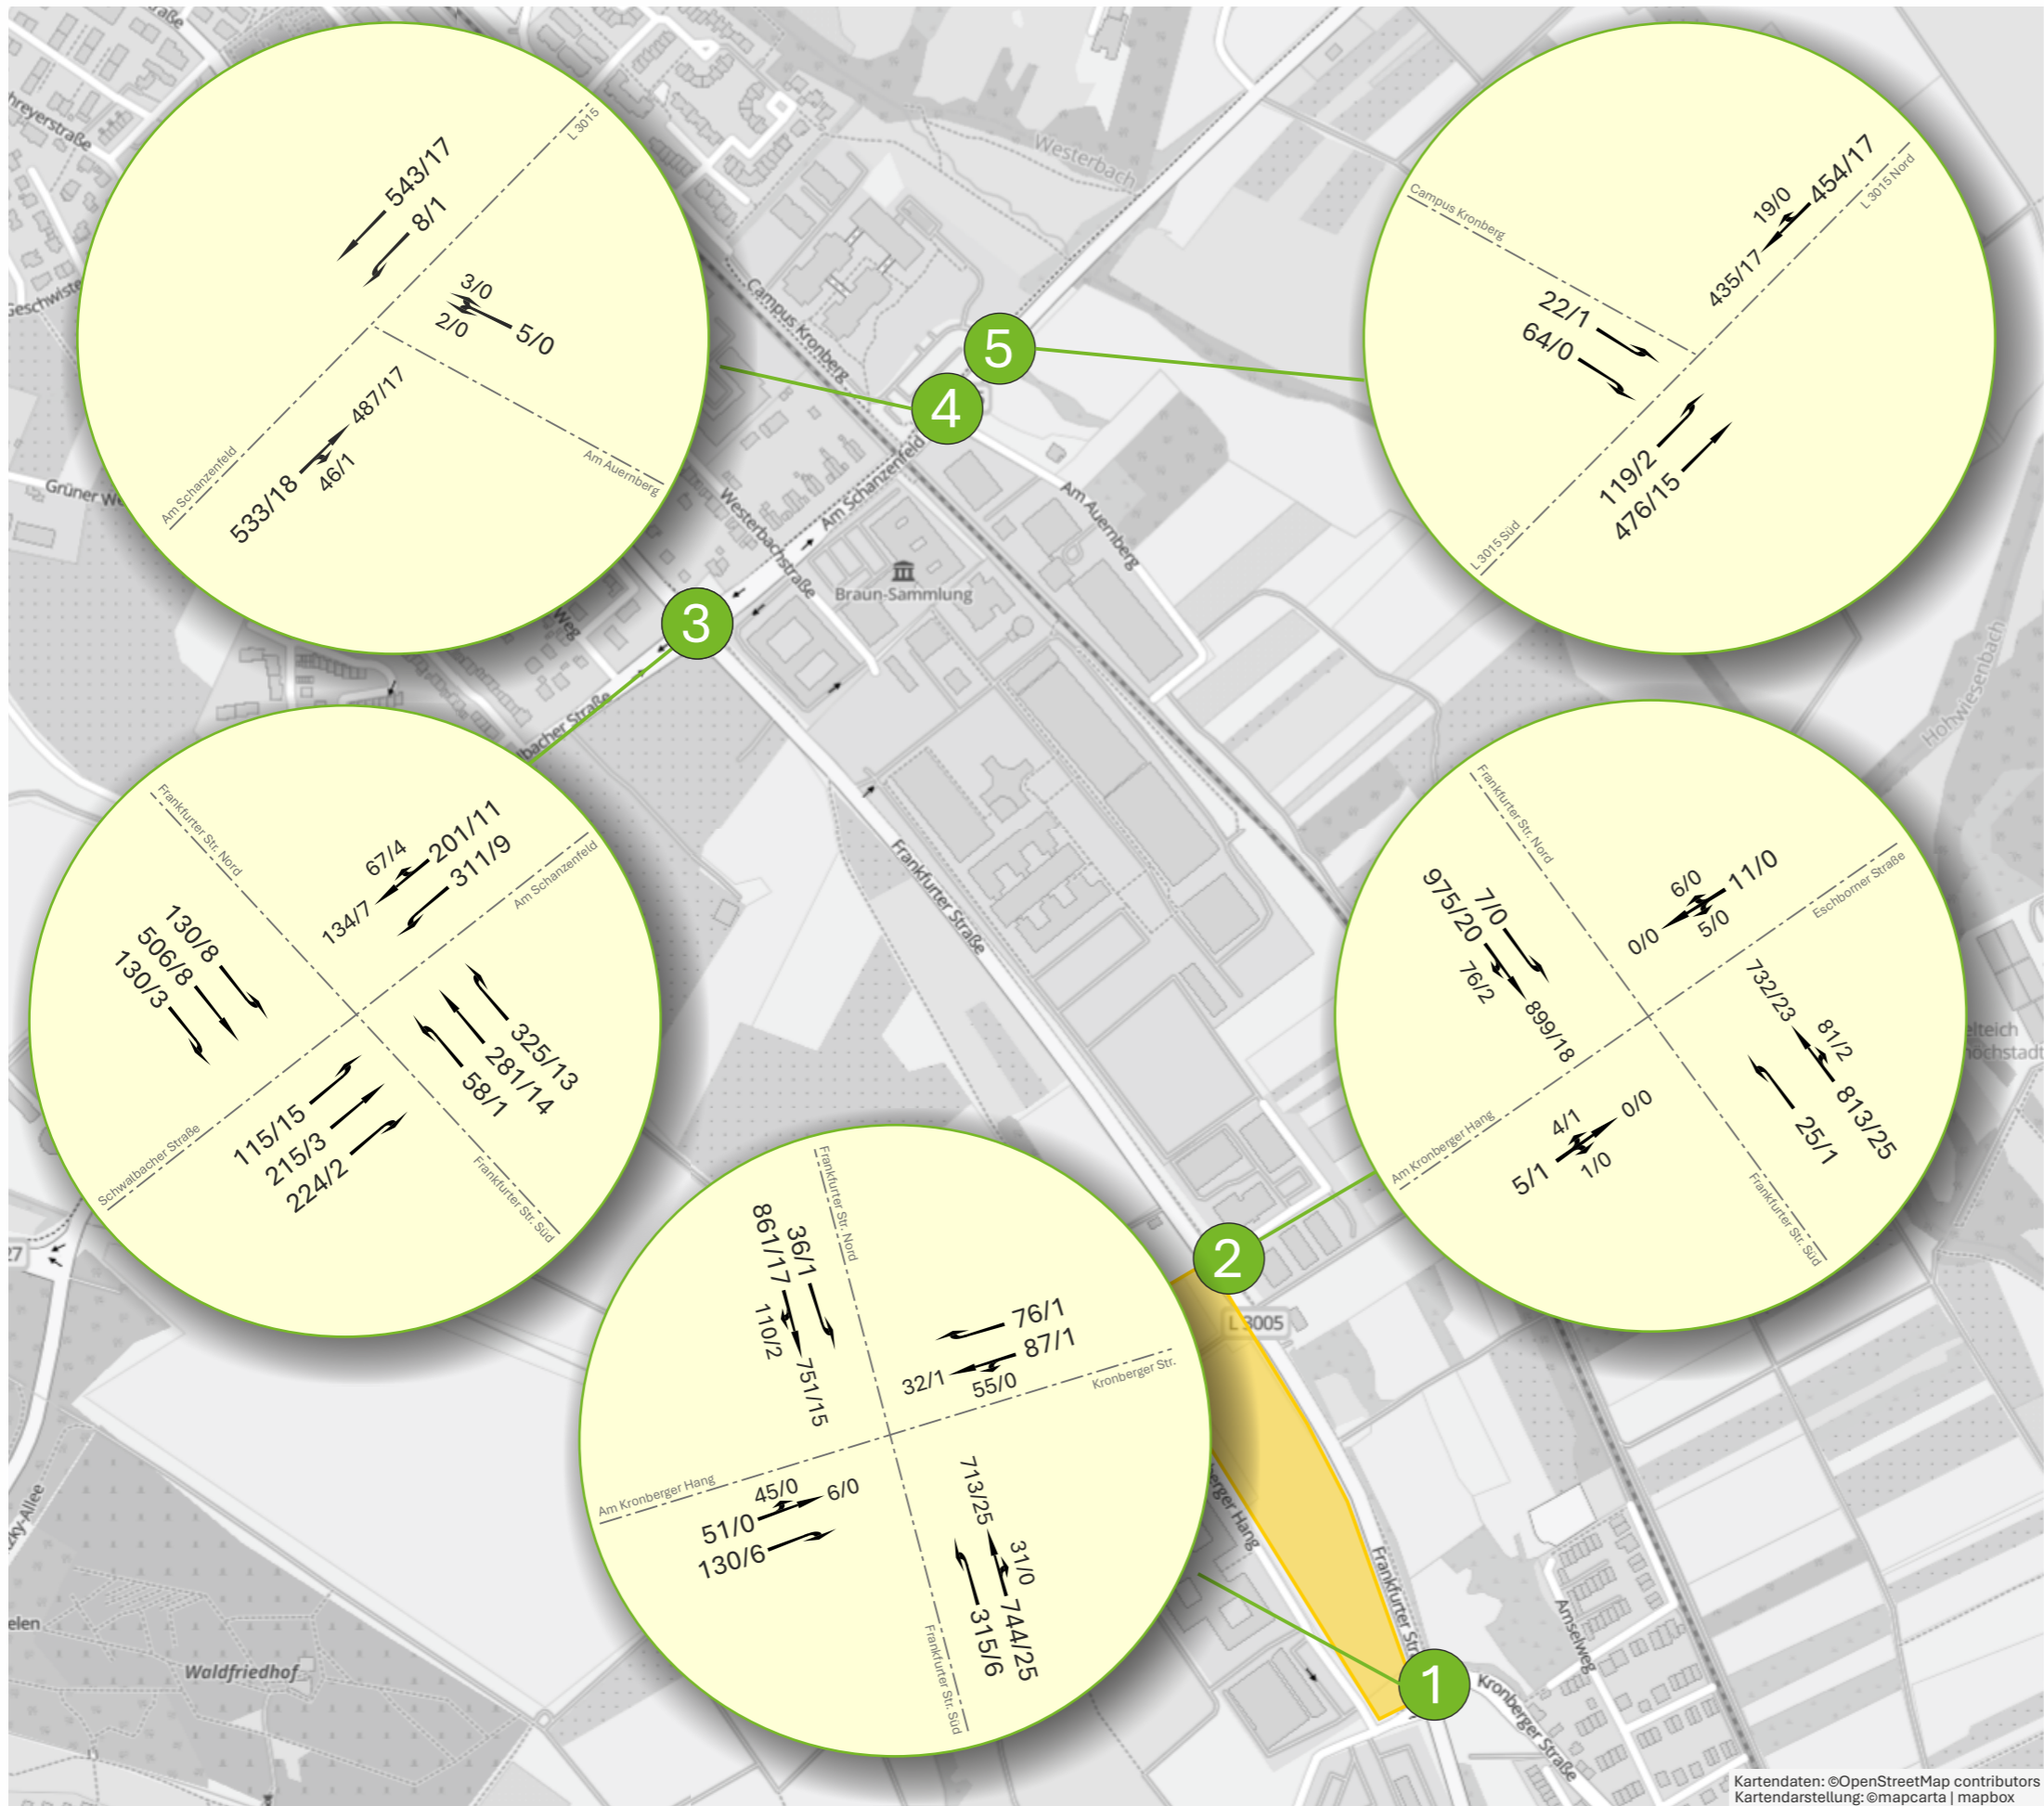 543/17
8/1
L 3015
3/0
2/0
5/0
487/17
46/1
533/18
Am Schanzenfeld
Am Auernberg
Campus Kronberg
19/0
454/17
435/17
L 3015 Nord
22/1
64/0
119/2
476/15
L 3015 Süd
Westerbach
Campus Kronberg
5
4
Am Schanzenfeld
Westerbachstraße
Am Auernberg
Braun-Sammlung
3
Weg
Hohwiesenbach
Frankfurter Straße
Frankfurter Str. Nord
67/4
201/11
311/9
134/7
Am Schanzenfeld
130/8
506/8
130/3
325/13
281/14
58/1
115/15
215/3
224/2
Schwalbacher Straße
Frankfurter Str. Süd
Frankfurter Str. Nord
975/20
7/0
76/2
899/18
6/0
11/0
0/0
5/0
Eschborner Straße
732/23
81/2
813/25
25/1
4/1
0/0
5/1
1/0
Am Kronberger Hang
Frankfurter Str. Süd
Frankfurter Str. Nord
861/17
36/1
110/2
751/15
76/1
87/1
32/1
55/0
Kronberger Str.
Am Kronberger Hang
45/0
6/0
51/0
130/6
713/25
31/0
744/25
315/6
Frankfurter Str. Süd
2
L 3005
1
Kronberger Straße
Amselweg
Waldfriedhof
Kartendaten: ©OpenStreetMap contributors
Kartendarstellung: ©mapcarta | mapbox